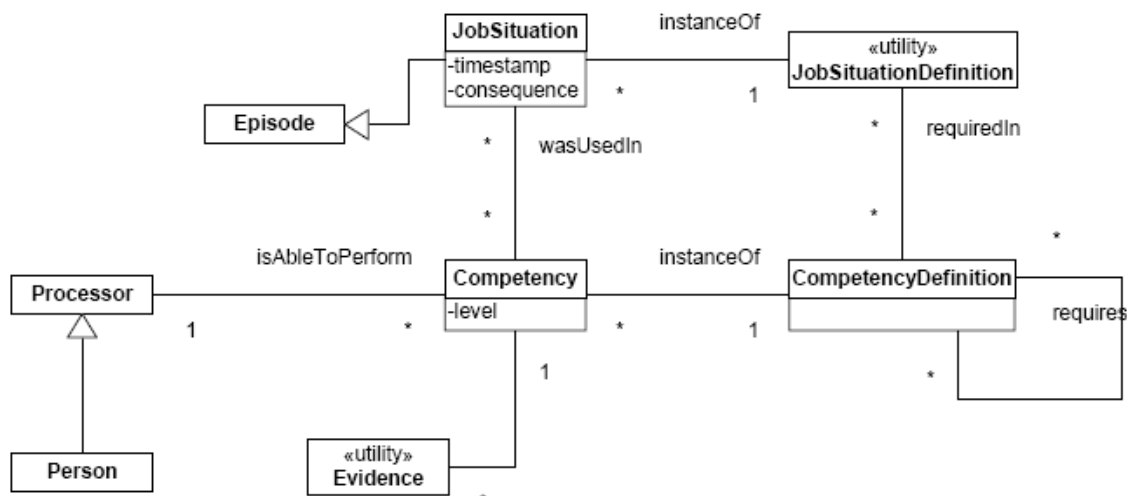 JobSituation
-timestamp
-consequence
instanceOf
«utility»
JobSituationDefinition
*
1
Episode
*
wasUsedIn
*
requiredIn
*
*
*
isAbleToPerform
Competency
-level
instanceOf
CompetencyDefinition
Processor
requires
1
*
*
1
1
*
«utility»
Evidence
Person